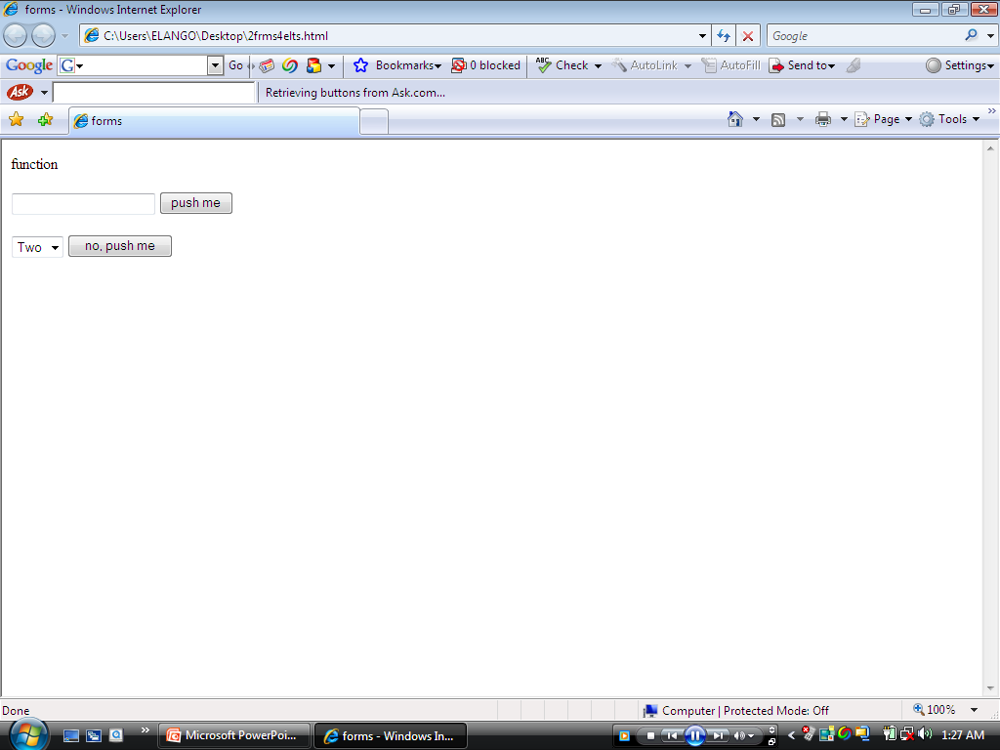 forms - Windows Internet Explorer
C:\Users\ELANGO\Desktop\2frms4elts.html Google
Google G Go Bookmarks 0 blocked ABC Check AutoLink AutoFill Send to Settings
Ask Retrieving buttons from Ask.com...
forms Page Tools
function
push me
Two no, push me
Done Computer | Protected Mode: Off 100%
Microsoft PowerPoi... forms - Windows In... 1:27 AM